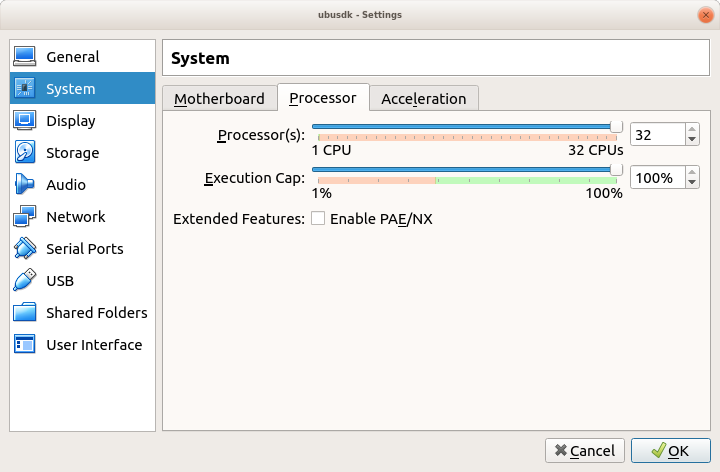 ubusdk - Settings
General
System
Display
Storage
Audio
Network
Serial Ports
USB
Shared Folders
User Interface
System
Motherboard Processor Acceleration
Processor(s): 32
1 CPU 32 CPUs
Execution Cap: 100%
1% 100%
Extended Features: Enable PAE/NX
Cancel OK